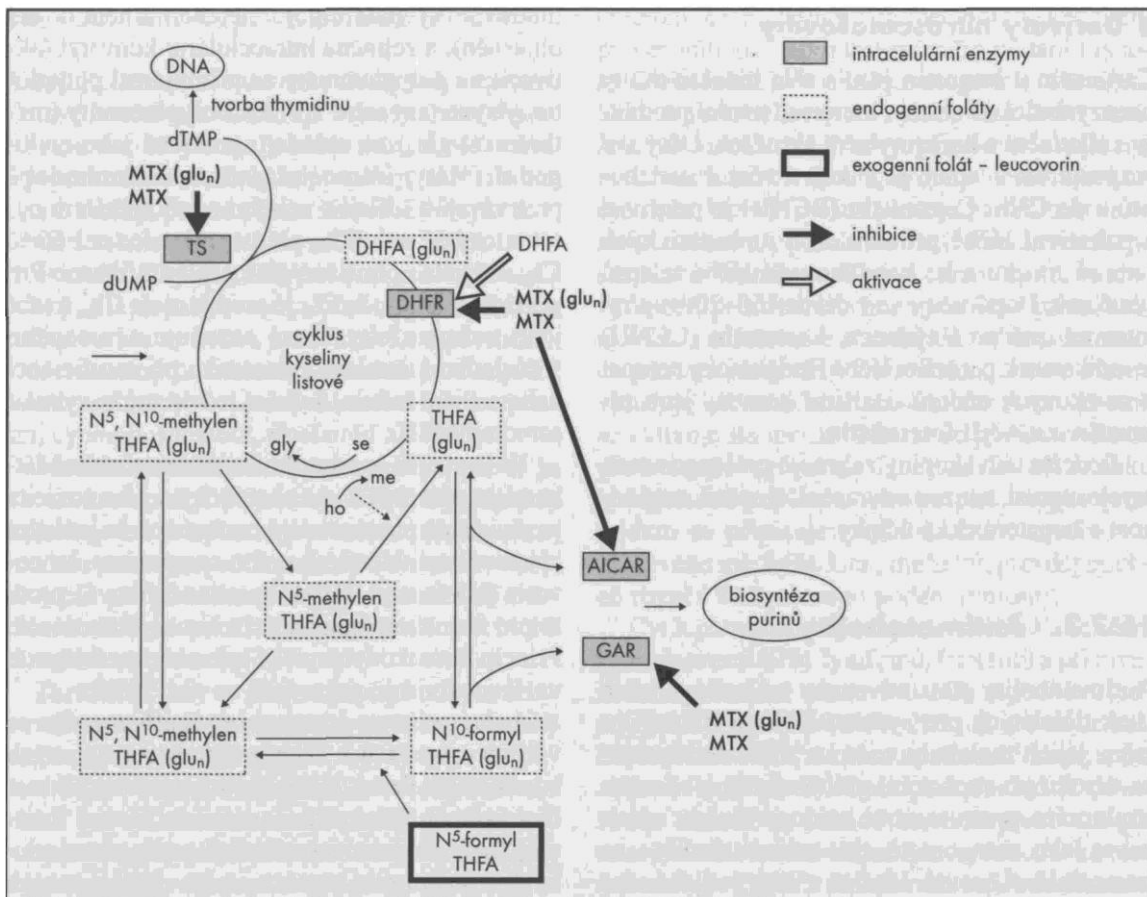 DNA
tvorba thymidinu
dTMP
MTX (gluₙ)
MTX
TS
dUMP
DHFA (gluₙ)
DHFA
DHFR
MTX (gluₙ)
MTX
cyklus
kyseliny
listové
N⁵, N¹⁰-methylen
THFA (gluₙ)
THFA
(gluₙ)
gly
se
me
ho
N⁵-methylen
THFA (gluₙ)
AICAR
biosyntéza
purinů
GAR
MTX (gluₙ)
MTX
N⁵, N¹⁰-methylen
THFA (gluₙ)
N¹⁰-formyl
THFA (gluₙ)
N⁵-formyl
THFA
intracelulární enzymy
endogenní foláty
exogenní folát – leucovorin
inhibice
aktivace